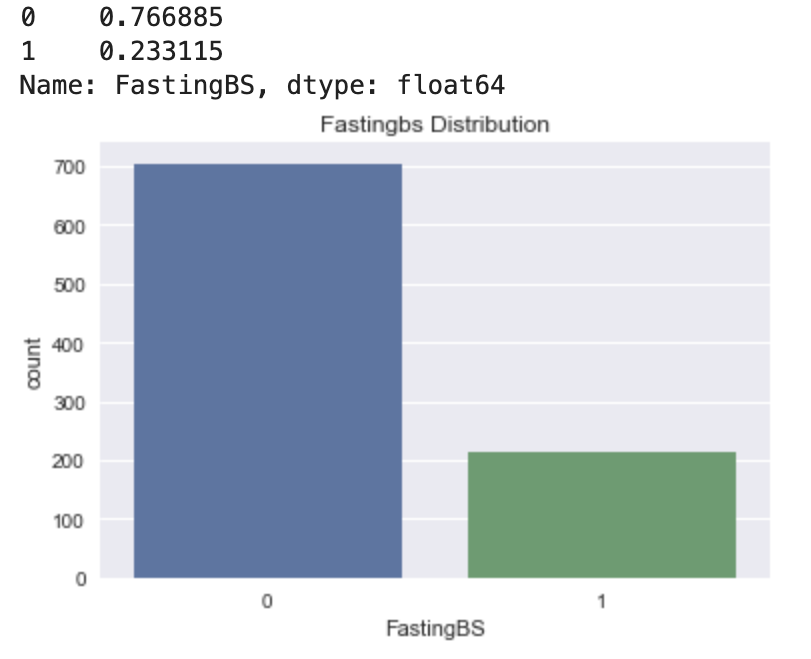 0    0.766885
1    0.233115
Name: FastingBS, dtype: float64
Fastingbs Distribution
700
600
500
400
300
200
100
0
count
0 1
FastingBS